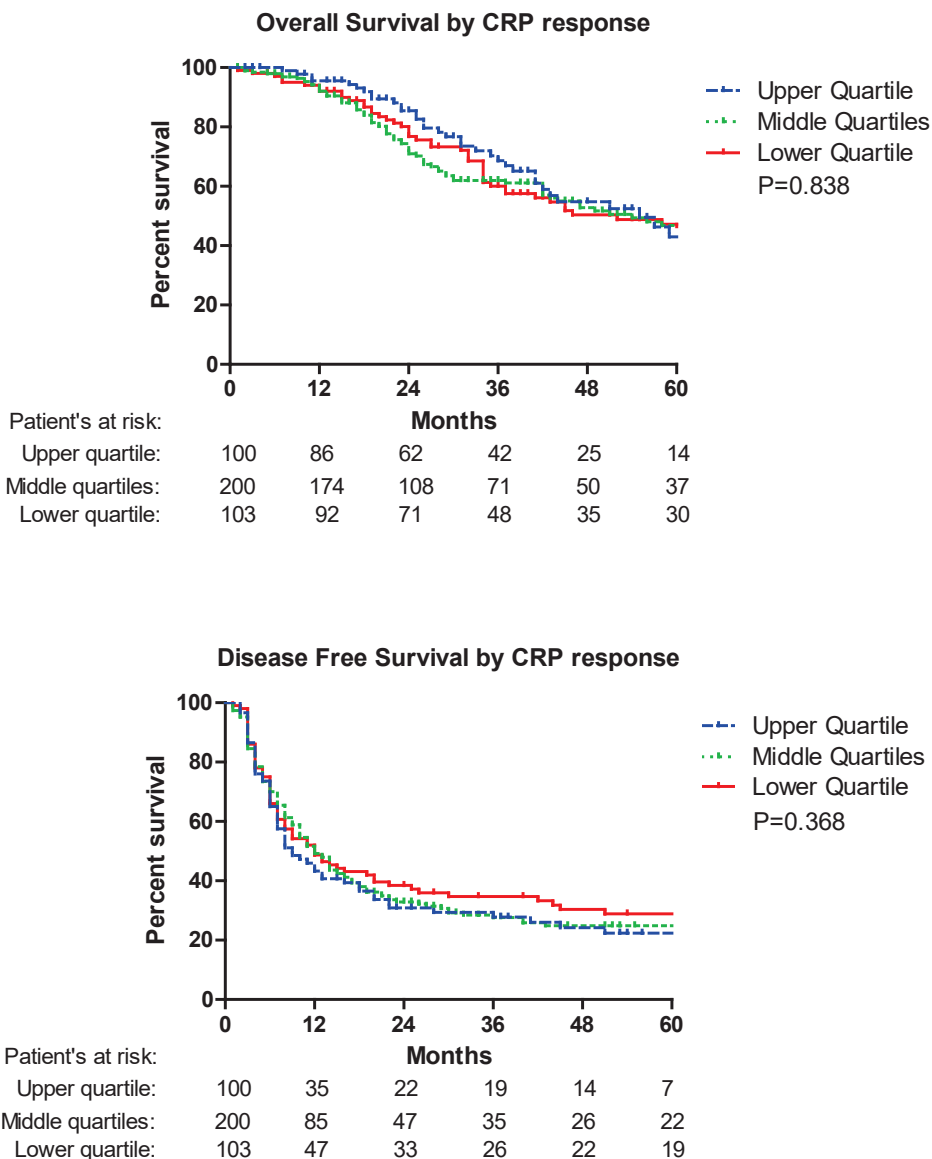 Overall Survival by CRP response
100
80
60
40
20
0
Percent survival
0 12 24 36 48 60
Months
Upper Quartile
Middle Quartiles
Lower Quartile
P=0.838
Patient's at risk:
Upper quartile: 100 86 62 42 25 14
Middle quartiles: 200 174 108 71 50 37
Lower quartile: 103 92 71 48 35 30
Disease Free Survival by CRP response
100
80
60
40
20
0
Percent survival
0 12 24 36 48 60
Months
Upper Quartile
Middle Quartiles
Lower Quartile
P=0.368
Patient's at risk:
Upper quartile: 100 35 22 19 14 7
Middle quartiles: 200 85 47 35 26 22
Lower quartile: 103 47 33 26 22 19